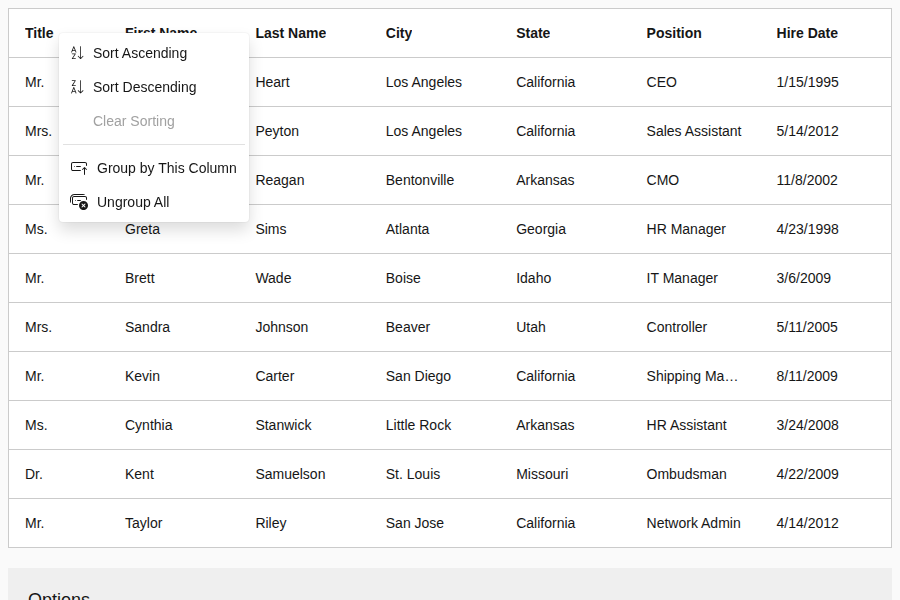 Title First Name Last Name City State Position Hire Date
Sort Ascending
Mr. Heart Los Angeles California CEO 1/15/1995
Sort Descending
Clear Sorting
Mrs. Peyton Los Angeles California Sales Assistant 5/14/2012
Group by This Column
Mr. Reagan Bentonville Arkansas CMO 11/8/2002
Ungroup All
Ms. Greta Sims Atlanta Georgia HR Manager 4/23/1998
Mr. Brett Wade Boise Idaho IT Manager 3/6/2009
Mrs. Sandra Johnson Beaver Utah Controller 5/11/2005
Mr. Kevin Carter San Diego California Shipping Ma… 8/11/2009
Ms. Cynthia Stanwick Little Rock Arkansas HR Assistant 3/24/2008
Dr. Kent Samuelson St. Louis Missouri Ombudsman 4/22/2009
Mr. Taylor Riley San Jose California Network Admin 4/14/2012
Options